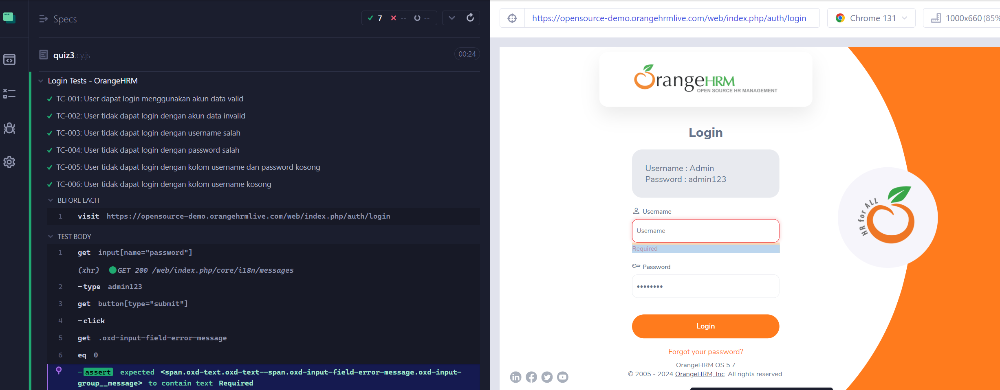 Specs
7 -- --
quiz3.cy.js
00:24
Login Tests - OrangeHRM
TC-001: User dapat login menggunakan akun data valid
TC-002: User tidak dapat login dengan akun data invalid
TC-003: User tidak dapat login dengan username salah
TC-004: User tidak dapat login dengan password salah
TC-005: User tidak dapat login dengan kolom username dan password kosong
TC-006: User tidak dapat login dengan kolom username kosong
BEFORE EACH
1 visit https://opensource-demo.orangehrmlive.com/web/index.php/auth/login
TEST BODY
1 get input[name="password"]
(xhr) GET 200 /web/index.php/core/i18n/messages
2 -type admin123
3 get button[type="submit"]
4 -click
5 get .oxd-input-field-error-message
6 eq 0
-assert expected <span.oxd-text.oxd-text--span.oxd-input-field-error-message.oxd-input-
group__message> to contain text Required
https://opensource-demo.orangehrmlive.com/web/index.php/auth/login
Chrome 131
1000x660 (85%
OrangeHRM
OPEN SOURCE HR MANAGEMENT
Login
Username : Admin
Password : admin123
Username
Username
Required
Password
••••••••
Login
Forgot your password?
OrangeHRM OS 5.7
© 2005 - 2024 OrangeHRM, Inc. All rights reserved.
HR for ALL